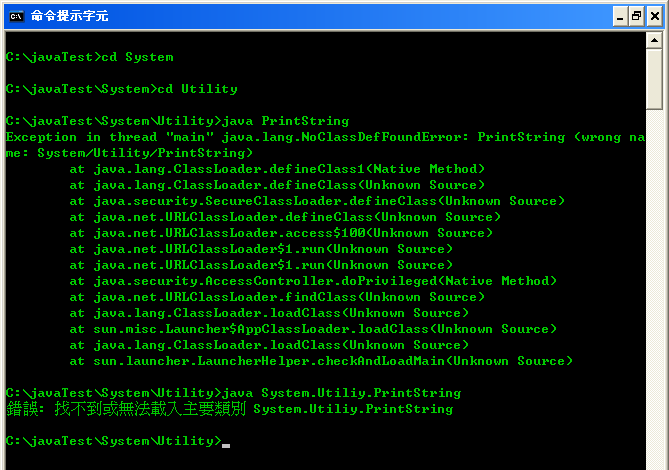 命令提示字元
C:\javaTest>cd System
C:\javaTest\System>cd Utility
C:\javaTest\System\Utility>java PrintString
Exception in thread "main" java.lang.NoClassDefFoundError: PrintString (wrong na
me: System/Utility/PrintString)
at java.lang.ClassLoader.defineClass1(Native Method)
at java.lang.ClassLoader.defineClass(Unknown Source)
at java.security.SecureClassLoader.defineClass(Unknown Source)
at java.net.URLClassLoader.defineClass(Unknown Source)
at java.net.URLClassLoader.access$100(Unknown Source)
at java.net.URLClassLoader$1.run(Unknown Source)
at java.net.URLClassLoader$1.run(Unknown Source)
at java.security.AccessController.doPrivileged(Native Method)
at java.net.URLClassLoader.findClass(Unknown Source)
at java.lang.ClassLoader.loadClass(Unknown Source)
at sun.misc.Launcher$AppClassLoader.loadClass(Unknown Source)
at java.lang.ClassLoader.loadClass(Unknown Source)
at sun.launcher.LauncherHelper.checkAndLoadMain(Unknown Source)
C:\javaTest\System\Utility>java System.Utiliy.PrintString
錯誤: 找不到或無法載入主要類別 System.Utiliy.PrintString
C:\javaTest\System\Utility>